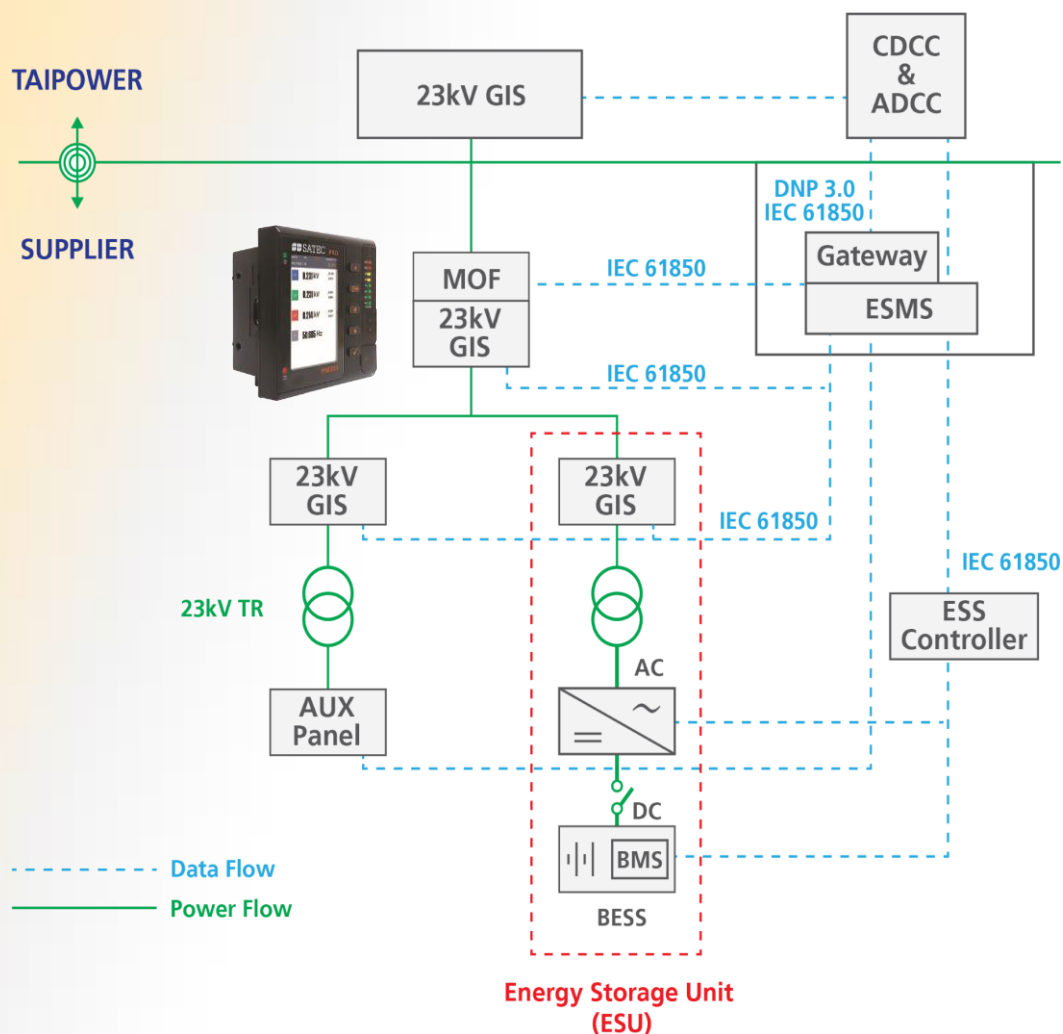 TAIPOWER
23kV GIS
CDCC
&
ADCC
SUPPLIER
DNP 3.0
IEC 61850
SATEC PRO
MOF
23kV
GIS
IEC 61850
Gateway
ESMS
IEC 61850
23kV
GIS
23kV
GIS
IEC 61850
IEC 61850
23kV TR
ESS
Controller
AC
AUX
Panel
DC
BMS
BESS
Data Flow
Power Flow
Energy Storage Unit
(ESU)